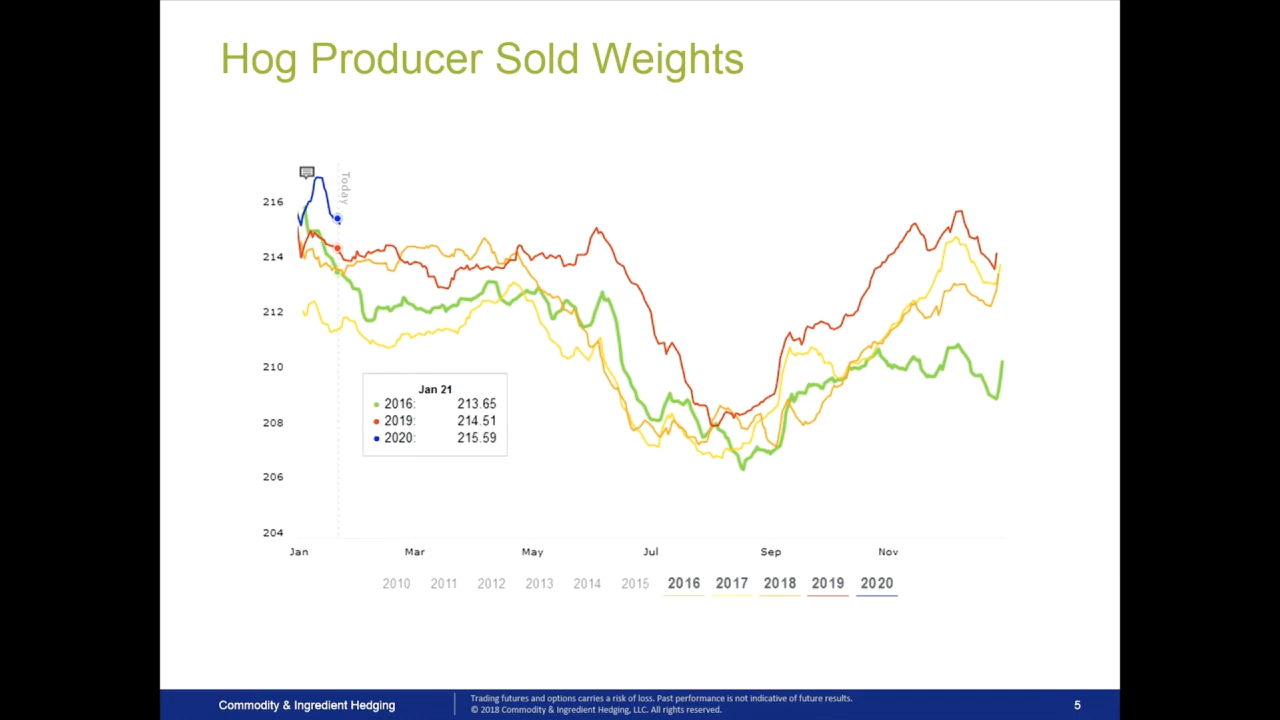 Hog Producer Sold Weights
Today
216
214
212
210
208
206
204
Jan 21
2016: 213.65
2019: 214.51
2020: 215.59
Jan Mar May Jul Sep Nov
2010 2011 2012 2013 2014 2015 2016 2017 2018 2019 2020
Commodity & Ingredient Hedging
Trading futures and options carries a risk of loss. Past performance is not indicative of future results.
© 2018 Commodity & Ingredient Hedging, LLC. All rights reserved.
5